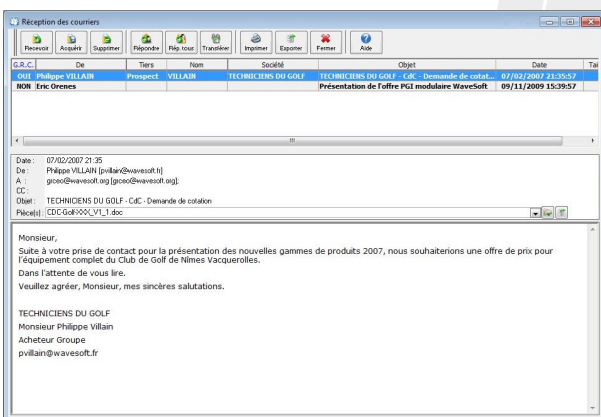 Réception des courriers
Recevoir Acquérir Supprimer Répondre Rép. tous Transférer Imprimer Exporter Fermer Aide
G.R.C. De Tiers Nom Société Objet Date Tai
OUI Philippe VILLAIN Prospect VILLAIN TECHNICIENS DU GOLF TECHNICIENS DU GOLF - CdC - Demande de cotat... 07/02/2007 21:35:57
NON Eric Orenes Présentation de l'offre PGI modulaire WaveSoft 09/11/2009 15:39:57
Date : 07/02/2007 21:35
De : Philippe VILLAIN [pvillain@wavesoft.fr]
A : grceo@wavesoft.org [grceo@wavesoft.org];
CC :
Objet : TECHNICIENS DU GOLF - CdC - Demande de cotation
Pièce(s) : CDC-Golf-XXX_V1_1.doc
Monsieur,
Suite à votre prise de contact pour la présentation des nouvelles gammes de produits 2007, nous souhaiterions une offre de prix pour
l'équipement complet du Club de Golf de Nîmes Vacquerolles.
Dans l'attente de vous lire.
Veuillez agréer, Monsieur, mes sincères salutations.
TECHNICIENS DU GOLF
Monsieur Philippe Villain
Acheteur Groupe
pvillain@wavesoft.fr